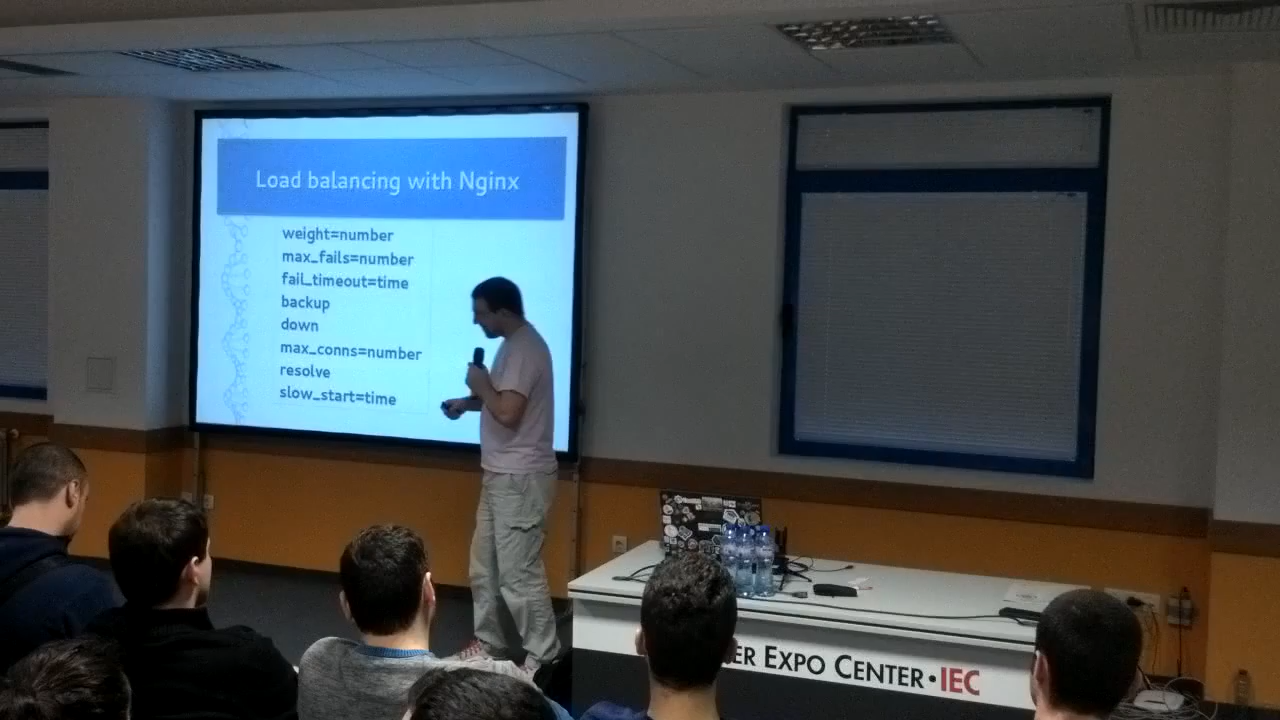 Load balancing with Nginx
weight=number
max_fails=number
fail_timeout=time
backup
down
max_conns=number
resolve
slow_start=time
EXPO CENTER • IEC